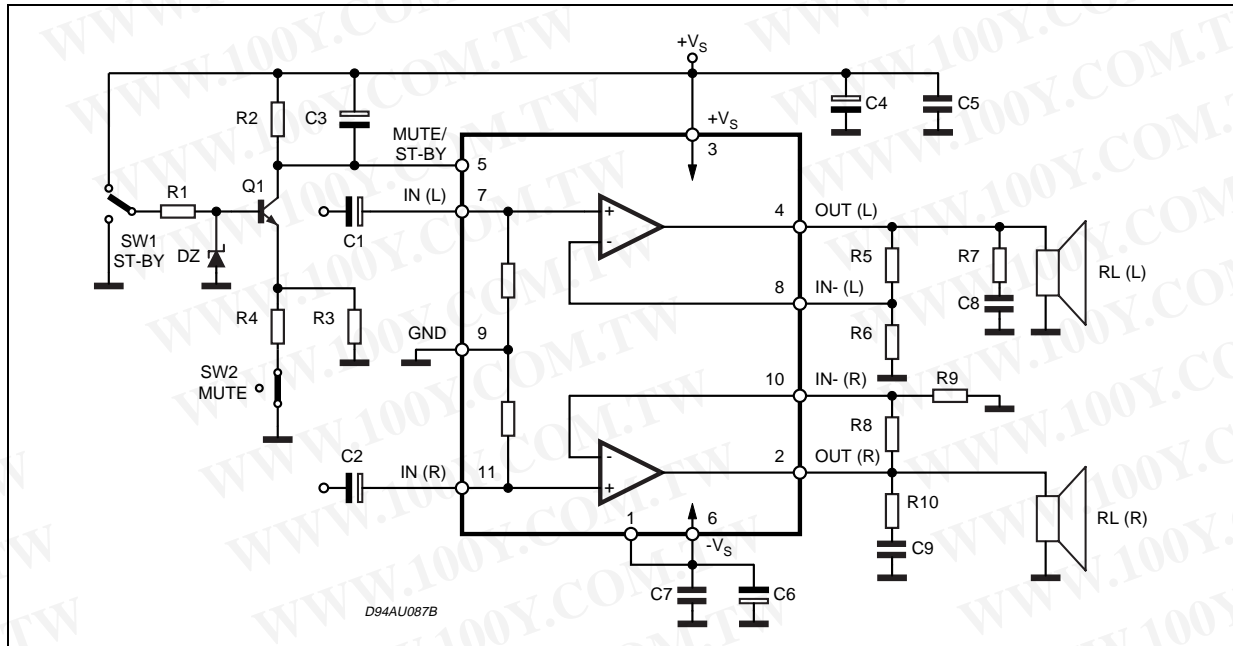 +VS
R2
C3
C4
C5
MUTE/
ST-BY
+VS
3
5
R1
Q1
IN (L)
7
C1
SW1
ST-BY
DZ
+
-
4
OUT (L)
R5
R7
RL (L)
8
IN- (L)
C8
R4
R3
GND
9
R6
SW2
MUTE
10
IN- (R)
R9
R8
C2
IN (R)
11
-
+
2
OUT (R)
R10
RL (R)
1
6
-VS
C9
C7
C6
D94AU087B
WWW.100Y.COM.TW